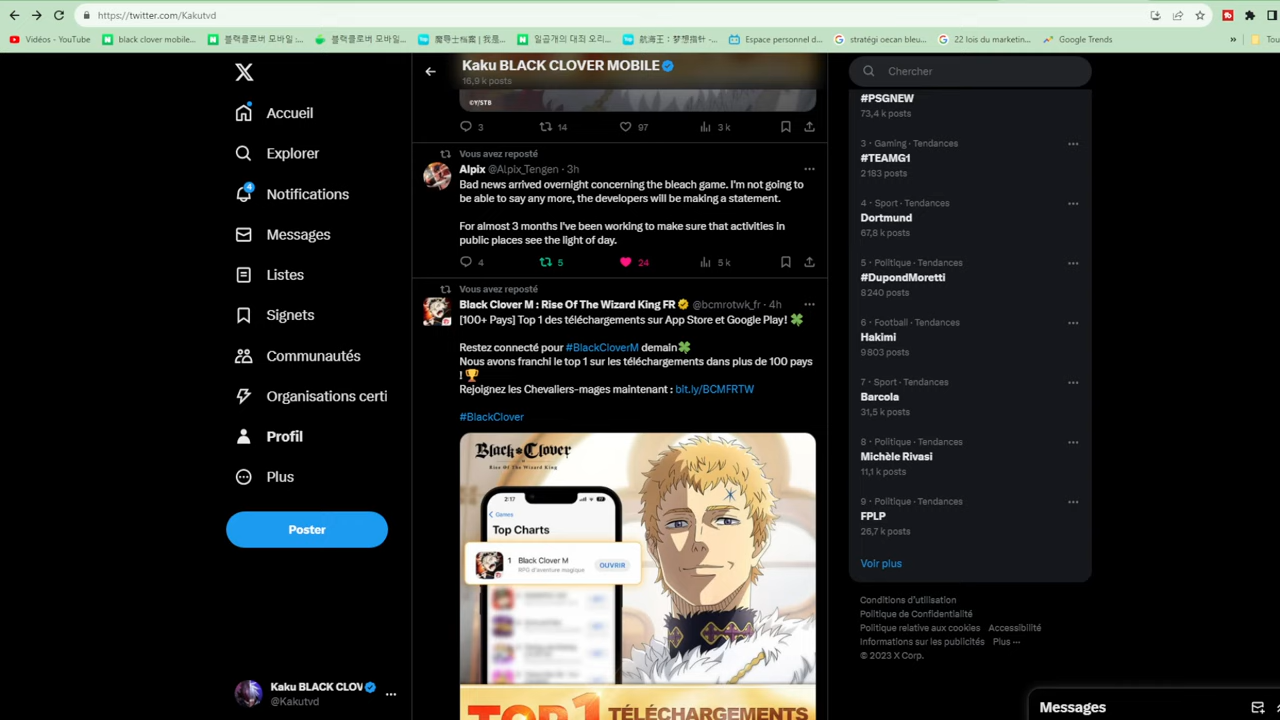 https://twitter.com/Kakutvd
Vidéos - YouTube
black clover mobile...
블랙클로버 모바일 :...
블랙클로버 모바일...
魔辱士档案 | 我是...
일곱개의 대죄 오리...
航海王：梦想指针 -...
Espace personnel d...
stratégi oecan bleu...
22 lois du marketin...
Google Trends
»
Tou
Accueil
Explorer
4
Notifications
Messages
Listes
Signets
Communautés
Organisations certi
Profil
Plus
Poster
Kaku BLACK CLOV
@Kakutvd
Kaku BLACK CLOVER MOBILE
16,9 k posts
©Y/STB
3 14 97 3 k
Vous avez reposté
Alpix @Alpix_Tengen · 3h
Bad news arrived overnight concerning the bleach game. I'm not going to
be able to say any more, the developers will be making a statement.
For almost 3 months I've been working to make sure that activities in
public places see the light of day.
4 5 24 5 k
Vous avez reposté
Black Clover M : Rise Of The Wizard King FR @bcmrotwk_fr · 4h
[100+ Pays] Top 1 des téléchargements sur App Store et Google Play! 🍀
Restez connecté pour #BlackCloverM demain🍀
Nous avons franchi le top 1 sur les téléchargements dans plus de 100 pays
! 🏆
Rejoignez les Chevaliers-mages maintenant : bit.ly/BCMFRTW
#BlackClover
Black Clover
Rise Of The Wizard King
2:17
Games
Top Charts
1 Black Clover M
RPG d'aventure magique
OUVRIR
TOP1 TÉLÉCHARGEMENTS
Chercher
#PSGNEW
73,4 k posts
3 · Gaming · Tendances
#TEAMG1
2 183 posts
4 · Sport · Tendances
Dortmund
67,8 k posts
5 · Politique · Tendances
#DupondMoretti
8 240 posts
6 · Football · Tendances
Hakimi
9 803 posts
7 · Sport · Tendances
Barcola
31,5 k posts
8 · Politique · Tendances
Michèle Rivasi
11,1 k posts
9 · Politique · Tendances
FPLP
26,7 k posts
Voir plus
Conditions d'utilisation
Politique de Confidentialité
Politique relative aux cookies Accessibilité
Informations sur les publicités Plus ···
© 2023 X Corp.
Messages